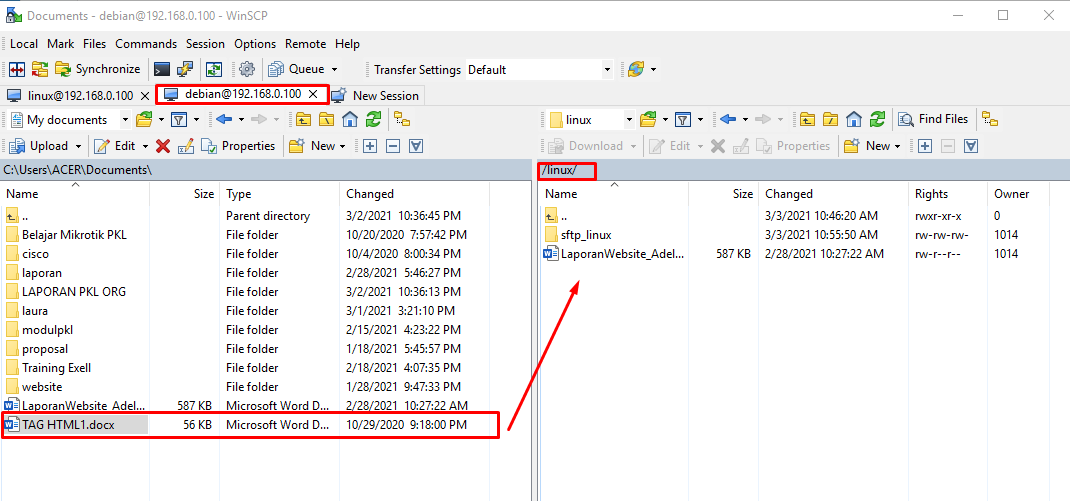 Documents - debian@192.168.0.100 - WinSCP
Local Mark Files Commands Session Options Remote Help
Synchronize Queue Transfer Settings Default
linux@192.168.0.100 debian@192.168.0.100 New Session
My documents linux Find Files
Upload Edit Properties New Download Edit Properties New
C:\Users\ACER\Documents\ /linux/
Name Size Type Changed
.. Parent directory 3/2/2021 10:36:45 PM
Belajar Mikrotik PKL File folder 10/20/2020 7:57:42 PM
cisco File folder 10/4/2020 8:00:34 PM
laporan File folder 2/28/2021 5:46:27 PM
LAPORAN PKL ORG File folder 3/2/2021 10:36:13 PM
laura File folder 3/1/2021 3:21:10 PM
modulpkl File folder 2/15/2021 4:23:22 PM
proposal File folder 1/18/2021 5:45:57 PM
Training Exell File folder 2/18/2021 4:07:35 PM
website File folder 1/28/2021 9:47:33 PM
LaporanWebsite_Adel... 587 KB Microsoft Word D... 2/28/2021 10:27:22 AM
TAG HTML1.docx 56 KB Microsoft Word D... 10/29/2020 9:18:00 PM
Name Size Changed Rights Owner
.. 3/3/2021 10:46:20 AM rwxr-xr-x 0
sftp_linux 3/3/2021 10:55:50 AM rw-rw-rw- 1014
LaporanWebsite_Adel... 587 KB 2/28/2021 10:27:22 AM rw-r--r-- 1014